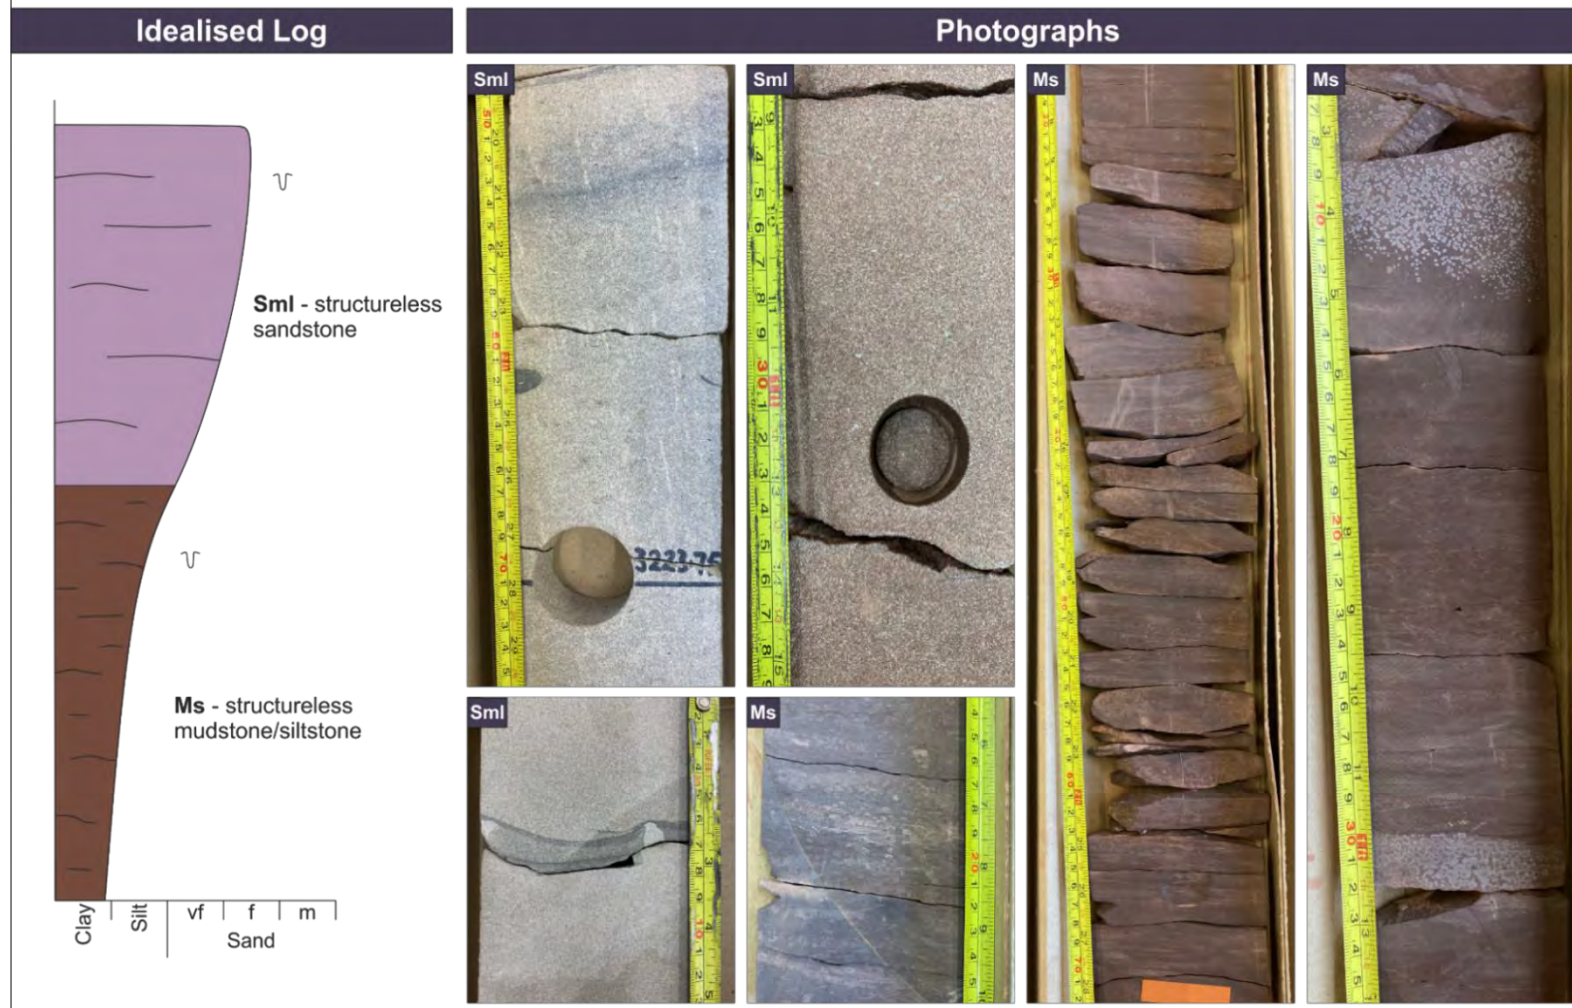 Idealised Log
Photographs
Sml - structureless
sandstone
Ms - structureless
mudstone/siltstone
Clay
Silt
vf
f
m
Sand
Sml
Sml
Ms
Ms
3223.75
Sml
Ms